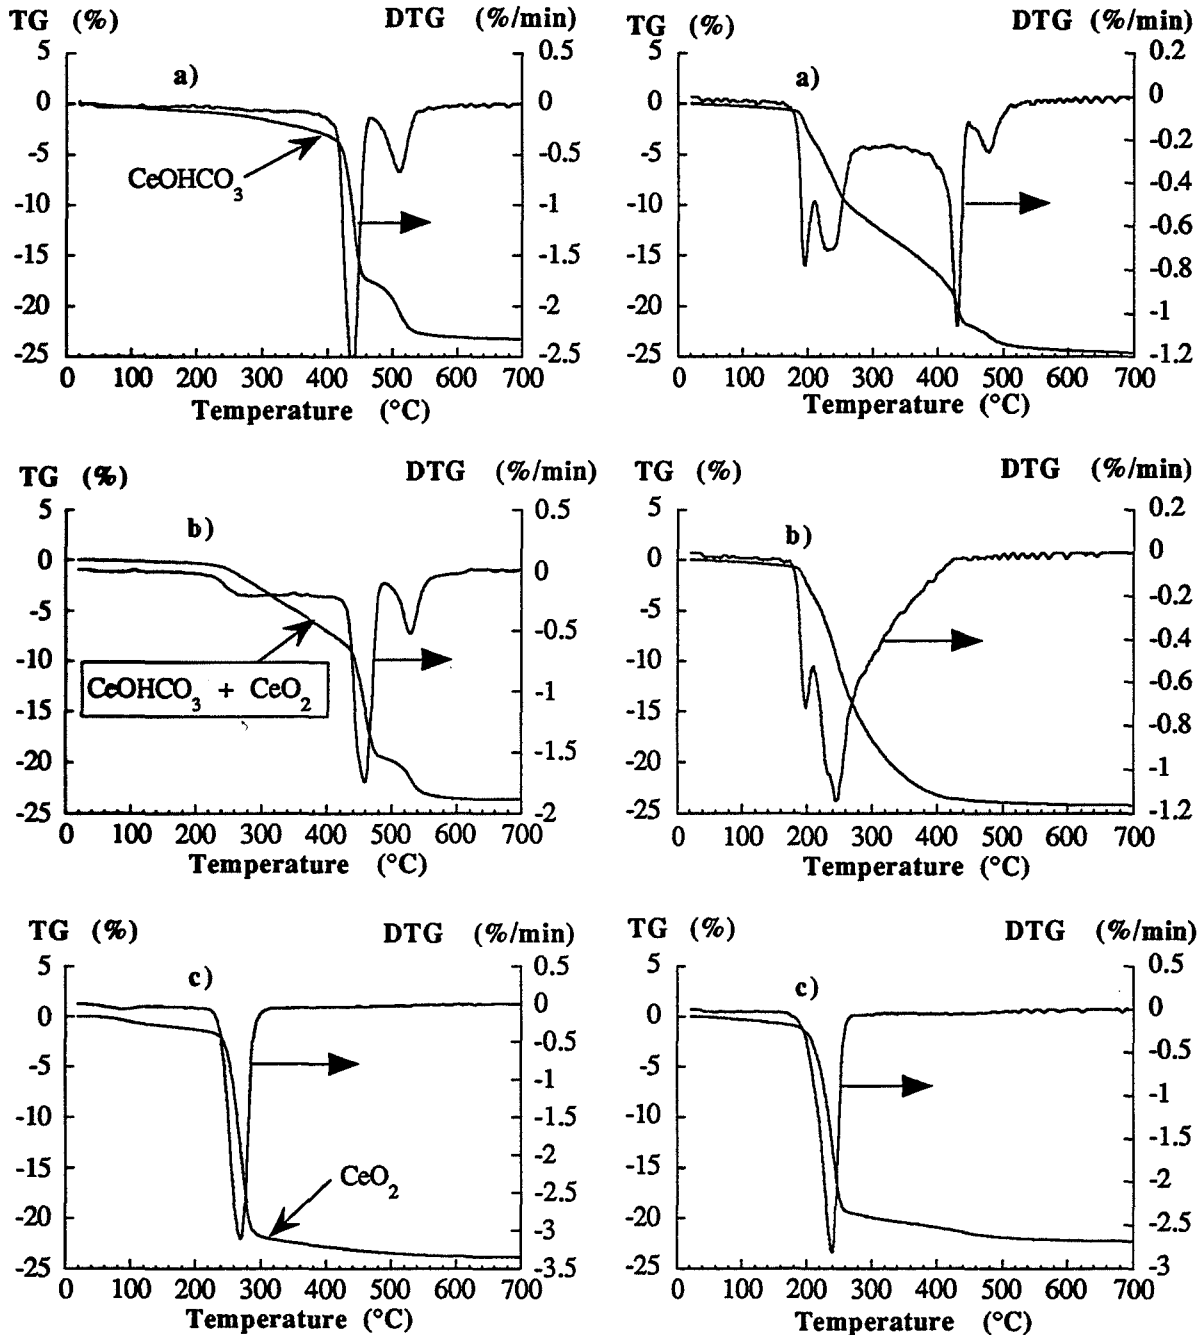 TG (%) DTG (%/min) TG (%) DTG (%/min)
5 0.5 5 0.2
a) a)
0 0 0 0
-5 -0.5 -5 -0.2
CeOHCO3
-10 -1 -10 -0.4
-0.6
-15 -1.5 -15 -0.8
-20 -2 -20 -1
-25 -2.5 -25 -1.2
0 100 200 300 400 500 600 700 0 100 200 300 400 500 600 700
Temperature (°C) Temperature (°C)
TG (%) DTG (%/min) TG (%) DTG (%/min)
5 0.5 5 0.2
b) b)
0 0 0 0
-5 -0.5 -5 -0.2
-10 -0.4
CeOHCO3 + CeO2
-1 -10 -0.6
-15 -15 -0.8
-20 -1.5 -20 -1
-25 -2 -25 -1.2
0 100 200 300 400 500 600 700 0 100 200 300 400 500 600 700
Temperature (°C) Temperature (°C)
TG (%) DTG (%/min) TG (%) DTG (%/min)
5 0.5 5 0.5
c) c)
0 0 0 0
-0.5 -0.5
-5 -1 -5 -1
-10 -1.5 -10
-2 -1.5
-15 CeO2 -15 -2
-2.5
-20 -3 -20 -2.5
-25 -3.5 -25 -3
0 100 200 300 400 500 600 700 0 100 200 300 400 500 600 700
Temperature (°C) Temperature (°C)